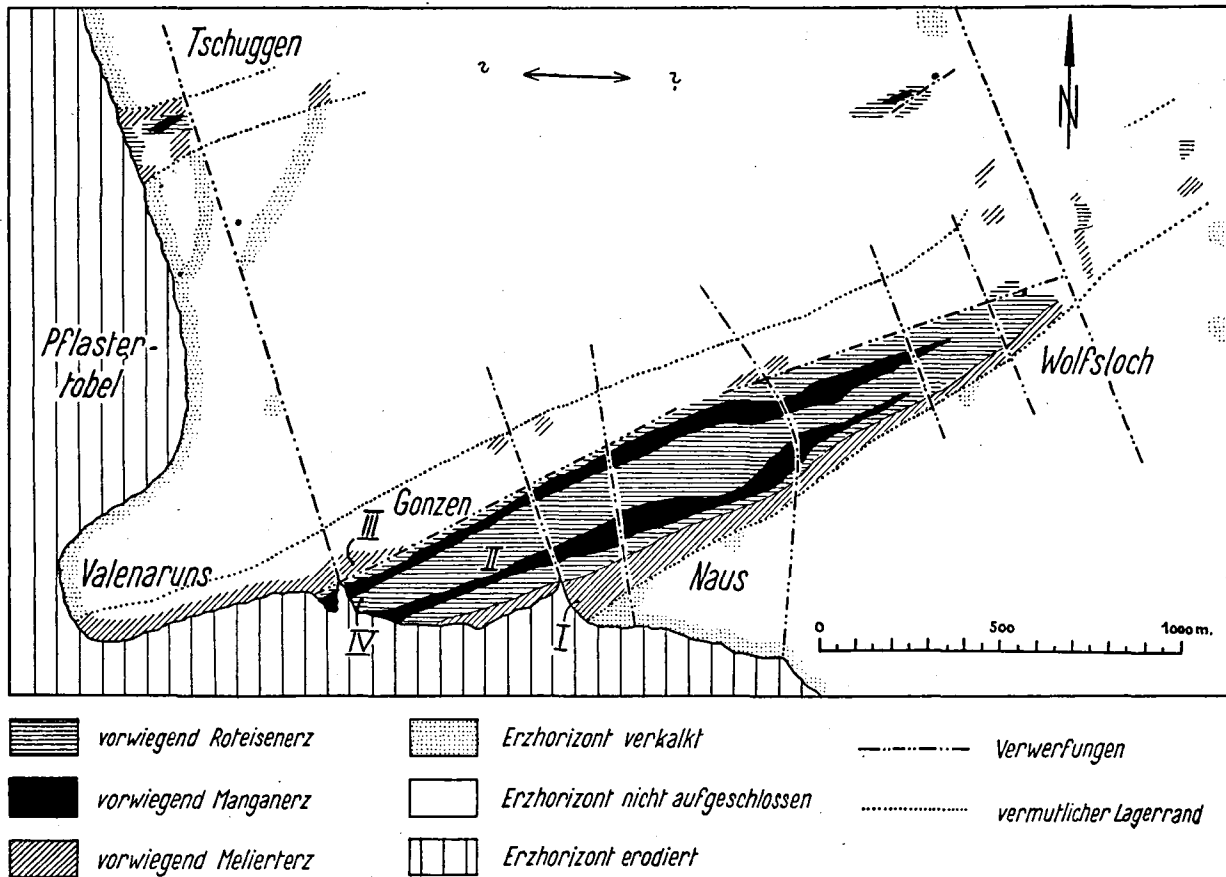 Tschuggen
N
Pflaster-
tobel
Wolfsloch
Gonzen
III
II
Valenaruns
Naus
IV
I
0 500 1000 m.
vorwiegend Roteisenerz
vorwiegend Manganerz
vorwiegend Melierterz
Erzhorizont verkalkt
Erzhorizont nicht aufgeschlossen
Erzhorizont erodiert
Verwerfungen
vermutlicher Lagerrand